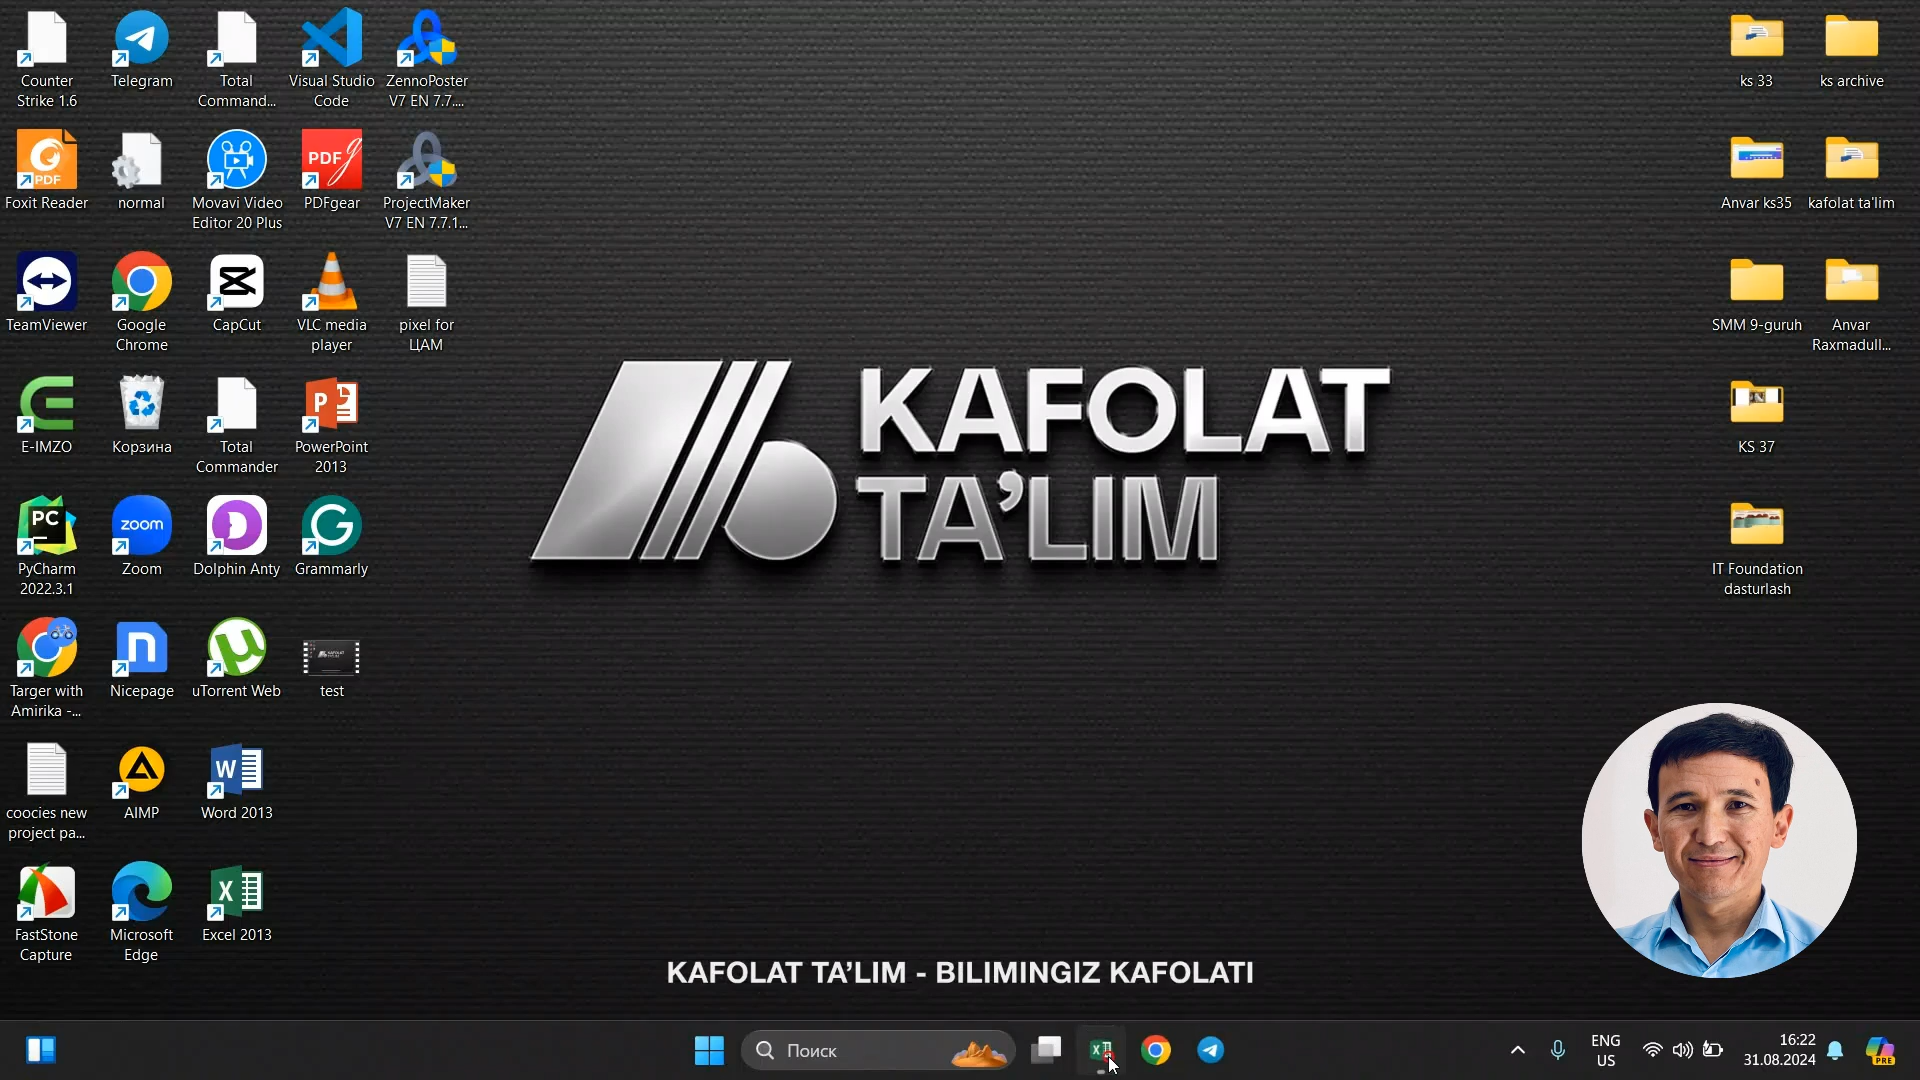 Counter
Strike 1.6
Telegram
Total
Command...
Visual Studio
Code
ZennoPoster
V7 EN 7.7....
PDF
Foxit Reader
normal
Movavi Video
Editor 20 Plus
PDF
PDFgear
ProjectMaker
V7 EN 7.7.1...
TeamViewer
Google
Chrome
CapCut
VLC media
player
pixel for
ЦАМ
E-IMZO
Корзина
Total
Commander
P
PowerPoint
2013
PC
PyCharm
2022.3.1
zoom
Zoom
Dolphin Anty
Grammarly
Targer with
Amirika -...
Nicepage
uTorrent Web
test
coocies new
project pa...
AIMP
W
Word 2013
FastStone
Capture
Microsoft
Edge
X
Excel 2013
ks 33
ks archive
Anvar ks35
kafolat ta'lim
SMM 9-guruh
Anvar
Raxmadull...
KS 37
IT Foundation
dasturlash
KAFOLAT
TA’LIM
KAFOLAT TA’LIM - BILIMINGIZ KAFOLATI
Поиск
ENG
US
16:22
31.08.2024
PRE